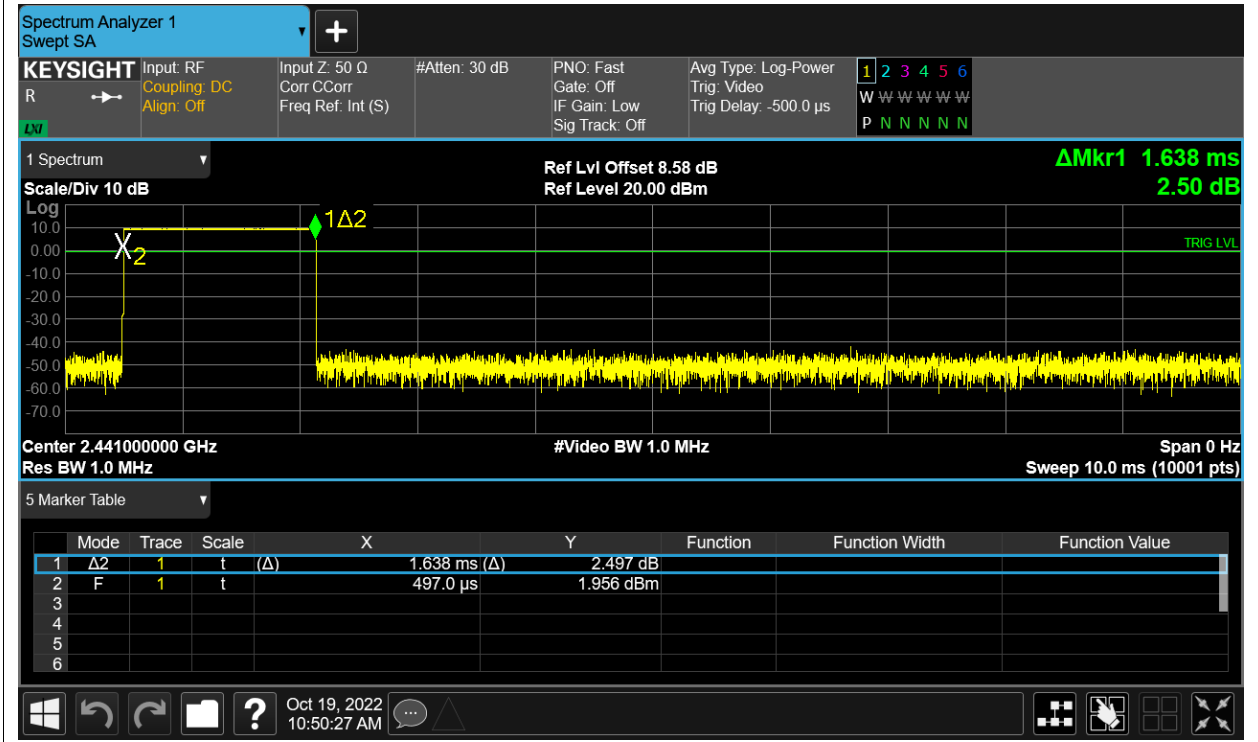 Spectrum Analyzer 1
Swept SA
KEYSIGHT Input: RF Input Z: 50 Ω #Atten: 30 dB PNO: Fast Avg Type: Log-Power 1 2 3 4 5 6
R Coupling: DC Corr CCorr Gate: Off Trig: Video W W W W W W
Align: Off Freq Ref: Int (S) IF Gain: Low Trig Delay: -500.0 µs
LXI Sig Track: Off P N N N N N
1 Spectrum Ref Lvl Offset 8.58 dB ΔMkr1 1.638 ms
Scale/Div 10 dB Ref Level 20.00 dBm 2.50 dB
Log
10.0 1Δ2
0.00 X2 TRIG LVL
-10.0
-20.0
-30.0
-40.0
-50.0
-60.0
-70.0
Center 2.441000000 GHz #Video BW 1.0 MHz Span 0 Hz
Res BW 1.0 MHz Sweep 10.0 ms (10001 pts)
5 Marker Table
Mode Trace Scale X Y Function Function Width Function Value
1 Δ2 1 t (Δ) 1.638 ms (Δ) 2.497 dB
2 F 1 t 497.0 µs 1.956 dBm
3
4
5
6
? Oct 19, 2022
10:50:27 AM